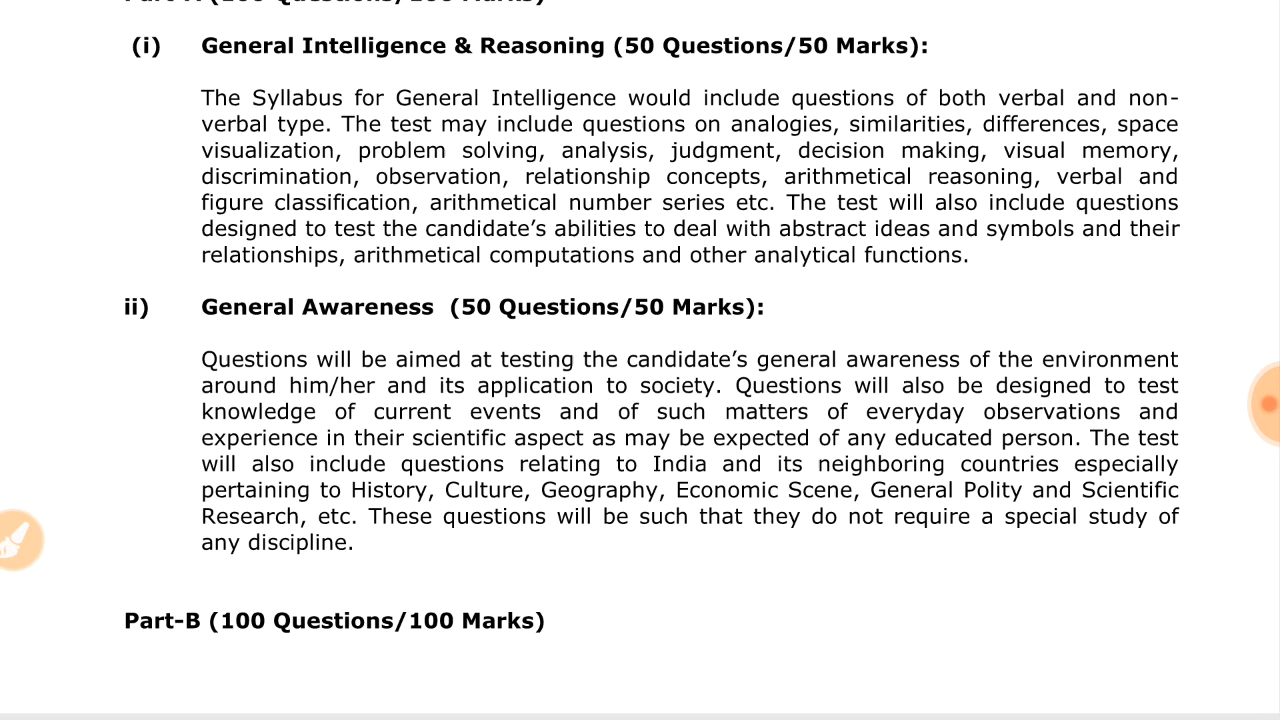 (i) General Intelligence & Reasoning (50 Questions/50 Marks):
The Syllabus for General Intelligence would include questions of both verbal and non-
verbal type. The test may include questions on analogies, similarities, differences, space
visualization, problem solving, analysis, judgment, decision making, visual memory,
discrimination, observation, relationship concepts, arithmetical reasoning, verbal and
figure classification, arithmetical number series etc. The test will also include questions
designed to test the candidate’s abilities to deal with abstract ideas and symbols and their
relationships, arithmetical computations and other analytical functions.
ii) General Awareness (50 Questions/50 Marks):
Questions will be aimed at testing the candidate’s general awareness of the environment
around him/her and its application to society. Questions will also be designed to test
knowledge of current events and of such matters of everyday observations and
experience in their scientific aspect as may be expected of any educated person. The test
will also include questions relating to India and its neighboring countries especially
pertaining to History, Culture, Geography, Economic Scene, General Polity and Scientific
Research, etc. These questions will be such that they do not require a special study of
any discipline.
Part-B (100 Questions/100 Marks)